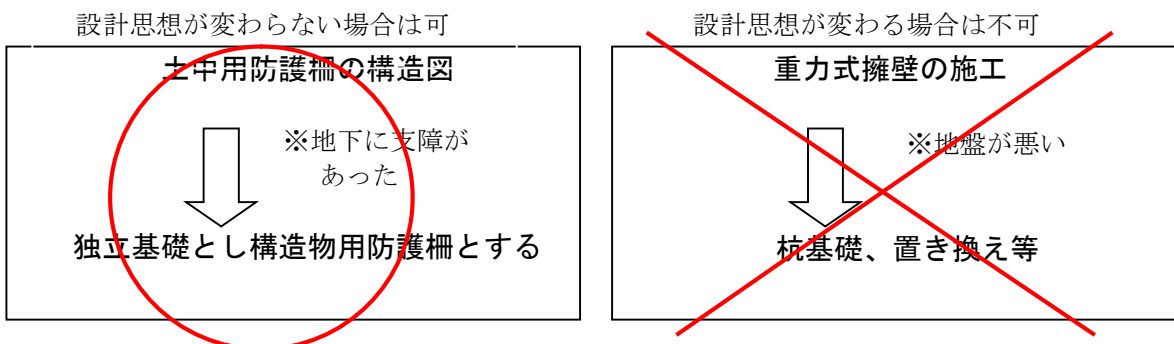 設計思想が変わらない場合は可
土中用防護柵の構造図
※地下に支障が
あった
独立基礎とし構造物用防護柵とする
設計思想が変わる場合は不可
重力式擁壁の施工
※地盤が悪い
杭基礎、置き換え等